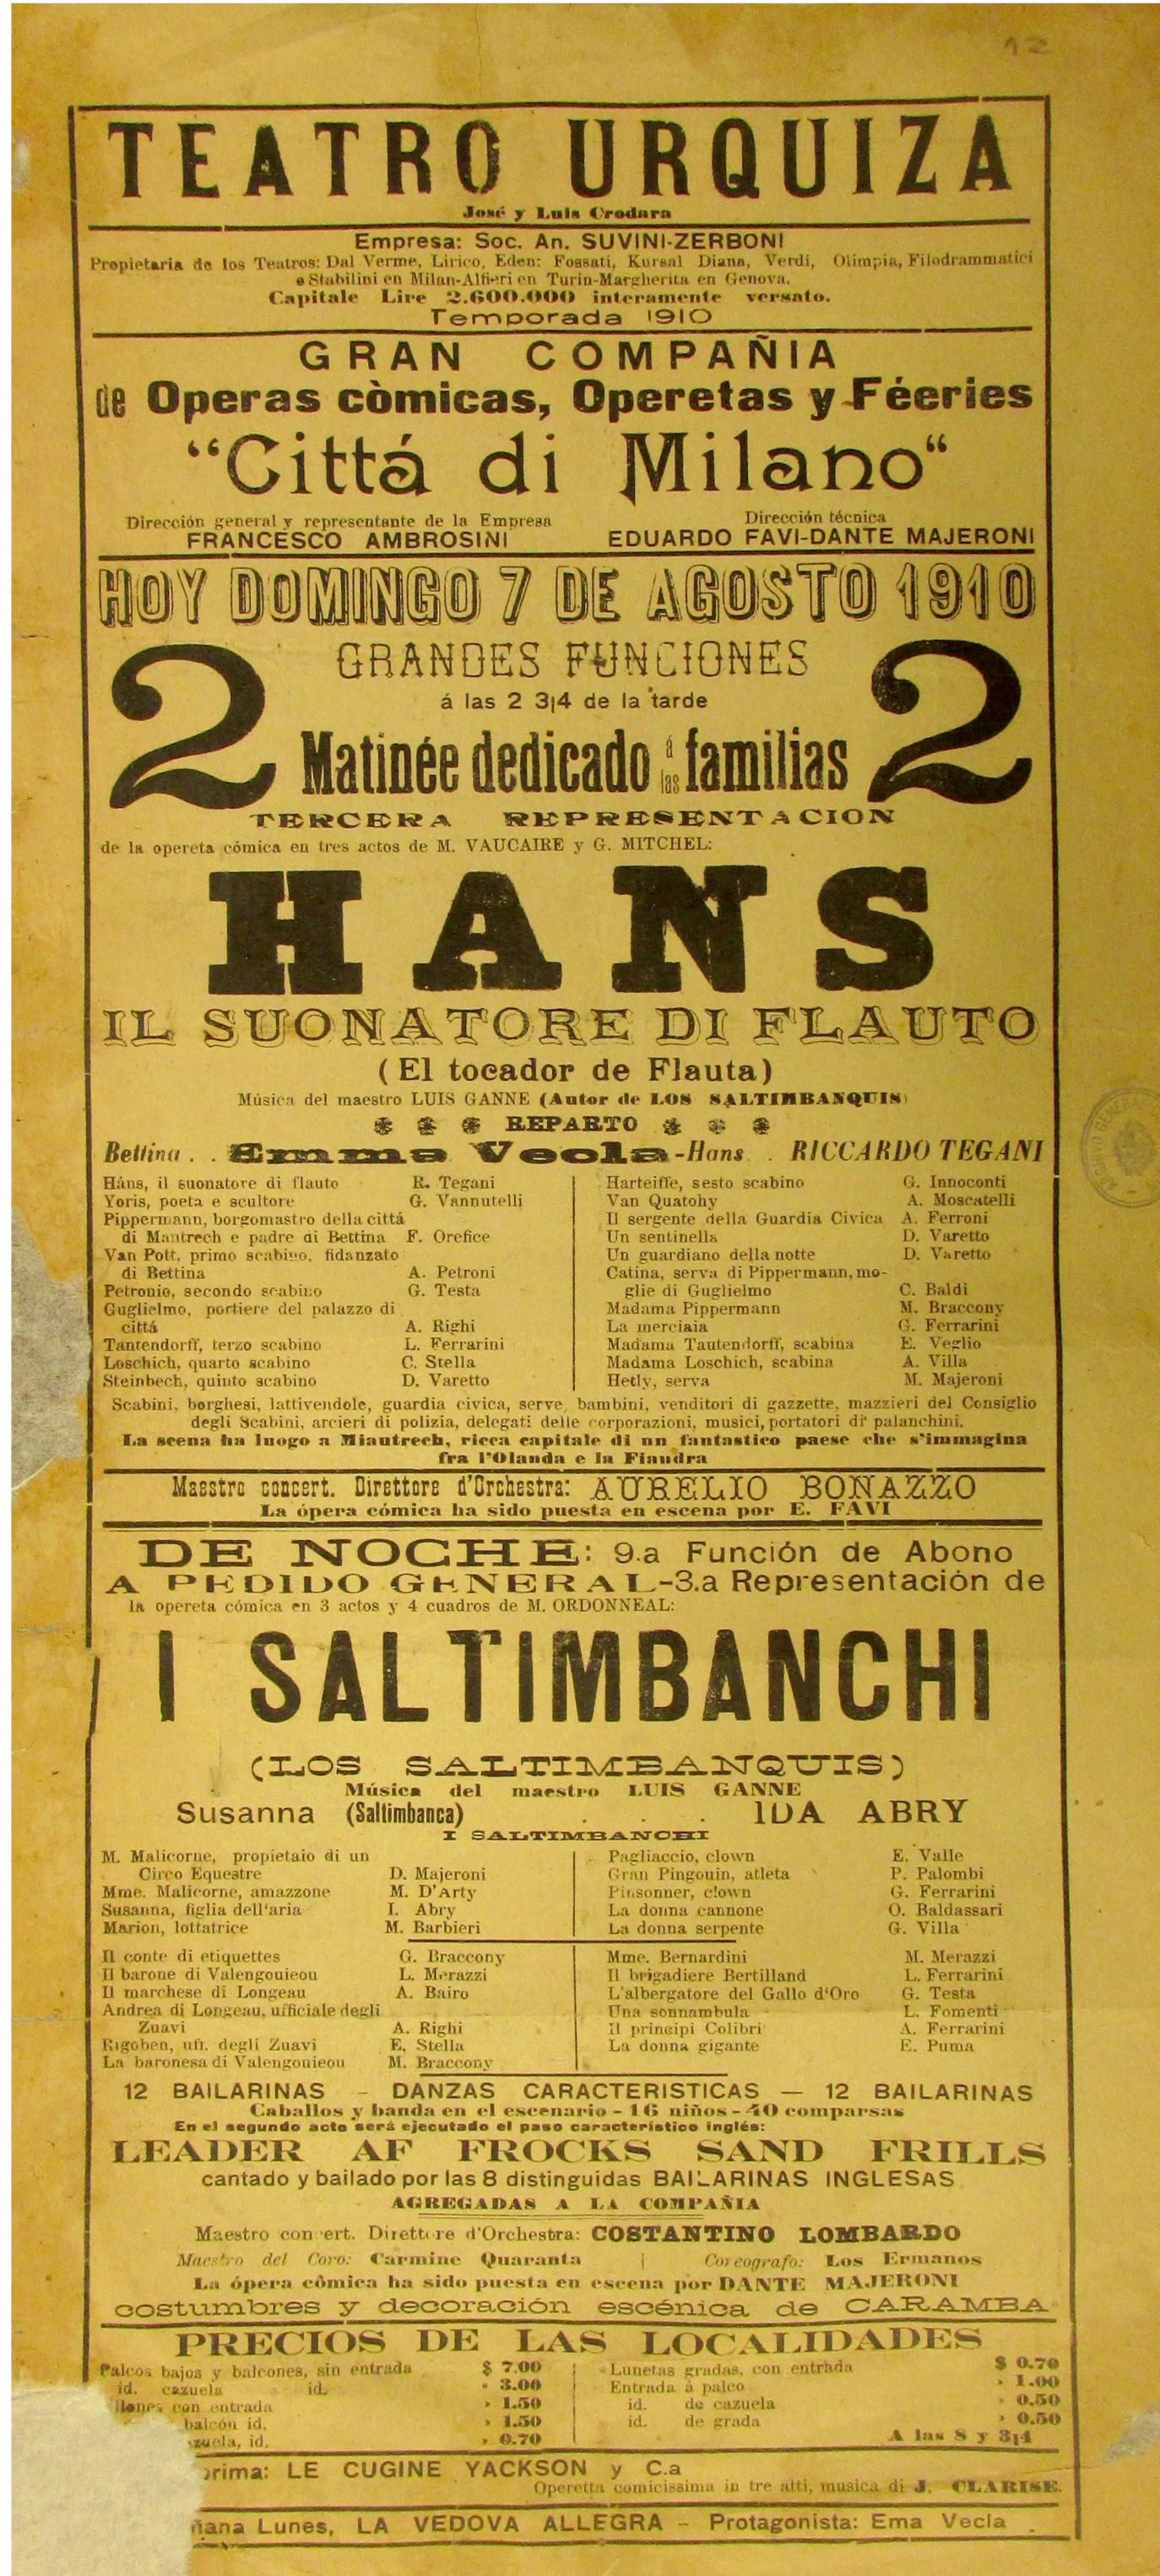 12
TEATRO URQUIZA
José y Luis Crodara
Empresa: Soc. An. SUVINI-ZERBONI
Propietaria de los Teatros: Dal Verme, Lirico, Eden: Fossati, Kursal Diana, Verdi, Olimpia, Filodrammatici
e Stabilini en Milan-Alfieri en Turin-Margherita en Genova.
Capitale Lire 2.600.000 interamente versato.
Temporada 1910
GRAN COMPAÑIA
de Operas còmicas, Operetas y Féeries
“Cittá di Milano“
Dirección general y representante de la Empresa
FRANCESCO AMBROSINI
Dirección técnica
EDUARDO FAVI-DANTE MAJERONI
HOY DOMINGO 7 DE AGOSTO 1910
2 GRANDES FUNCIONES 2
á las 2 3¡4 de la tarde
Matinée dedicado á las familias
TERCERA REPRESENTACION
de la opereta cómica en tres actos de M. VAUCAIRE y G. MITCHEL:
HANS
IL SUONATORE DI FLAUTO
(El tocador de Flauta)
Música del maestro LUIS GANNE (Autor de LOS SALTIMBANQUIS)
REPARTO
Bettina . . Emma Vecla-Hans . RICCARDO TEGANI
Háns, il suonatore di flauto R. Tegani
Yoris, poeta e scultore G. Vannutelli
Pippermann, borgomastro della cittá
di Mantrech e padre di Bettina F. Orefice
Van Pott, primo scabino, fidanzato
di Bettina A. Petroni
Petronio, secondo scabino G. Testa
Guglielmo, portiere del palazzo di
cittá A. Righi
Tantendorff, terzo scabino L. Ferrarini
Loschich, quarto scabino C. Stella
Steinbech, quinto scabino D. Varetto
Harteiffe, sesto scabino G. Innoconti
Van Quatohy A. Moscatelli
Il sergente della Guardia Civica A. Ferroni
Un sentinella D. Varetto
Un guardiano della notte D. Varetto
Catina, serva di Pippermann, mo-
glie di Guglielmo C. Baldi
Madama Pippermann M. Braccony
La merciaia G. Ferrarini
Madama Tautendorff, scabina E. Veglio
Madama Loschich, scabina A. Villa
Hetly, serva M. Majeroni
Scabini, borghesi, lattivendole, guardia civica, serve, bambini, venditori di gazzette, mazzieri del Consiglio
degli Scabini, arcieri di polizia, delegati delle corporazioni, musici, portatori di palanchini.
La scena ha luogo a Miautrech, ricca capitale di un fantastico paese che s'immagina
fra l'Olanda e la Fiandra
Maestro concert. Direttore d'Orchestra: AURELIO BONAZZO
La ópera cómica ha sido puesta en escena por E. FAVI
DE NOCHE: 9.a Función de Abono
A PEDIDO GENERAL-3.a Representación de
la opereta cómica en 3 actos y 4 cuadros de M. ORDONNEAL:
I SALTIMBANCHI
(LOS SALTIMBANQUIS)
Música del maestro LUIS GANNE
Susanna (Saltimbanca) . . IDA ABRY
I SALTIMBANCHI
M. Malicorne, propietaio di un
Circo Equestre D. Majeroni
Mme. Malicorne, amazzone M. D'Arty
Susanna, figlia dell'aria I. Abry
Marion, lottatrice M. Barbieri
Pagliaccio, clown E. Valle
Gran Pingouin, atleta P. Palombi
Pinsonner, clown G. Ferrarini
La donna cannone O. Baldassari
La donna serpente G. Villa
Il conte di etiquettes G. Braccony
Il barone di Valengouieou L. Merazzi
Il marchese di Longeau A. Bairo
Andrea di Longeau, ufficiale degli
Zuavi A. Righi
Rigoben, uff. degli Zuavi E. Stella
La baronesa di Valengouieou M. Braccony
Mme. Bernardini M. Merazzi
Il brigadiere Bertilland L. Ferrarini
L'albergatore del Gallo d'Oro G. Testa
Una sonnambula L. Fomenti
Il principi Colibri A. Ferrarini
La donna gigante E. Puma
12 BAILARINAS – DANZAS CARACTERISTICAS — 12 BAILARINAS
Caballos y banda en el escenario - 16 niños - 40 comparsas
En el segundo acto será ejecutado el paso característico inglés:
LEADER AF FROCKS SAND FRILLS
cantado y bailado por las 8 distinguidas BAILARINAS INGLESAS
AGREGADAS A LA COMPAÑIA
Maestro concert. Direttore d'Orchestra: COSTANTINO LOMBARDO
Maestro del Coro: Carmine Quaranta | Coreografo: Los Ermanos
La ópera cómica ha sido puesta en escena por DANTE MAJERONI
costumbres y decoración escénica de CARAMBA
PRECIOS DE LAS LOCALIDADES
Palcos bajos y balcones, sin entrada $ 7.00
id. cazuela id. » 3.00
con entrada » 1.50
balcón id. » 1.50
id. » 0.70
Lunetas gradas, con entrada $ 0.70
Entrada á palco » 1.00
id. de cazuela » 0.50
id. de grada » 0.50
A las 8 y 3¡4
LE CUGINE YACKSON y C.a
Operetta comicissima in tre atti, musica di J. CLARISE.
Lunes, LA VEDOVA ALLEGRA – Protagonista: Ema Vecla